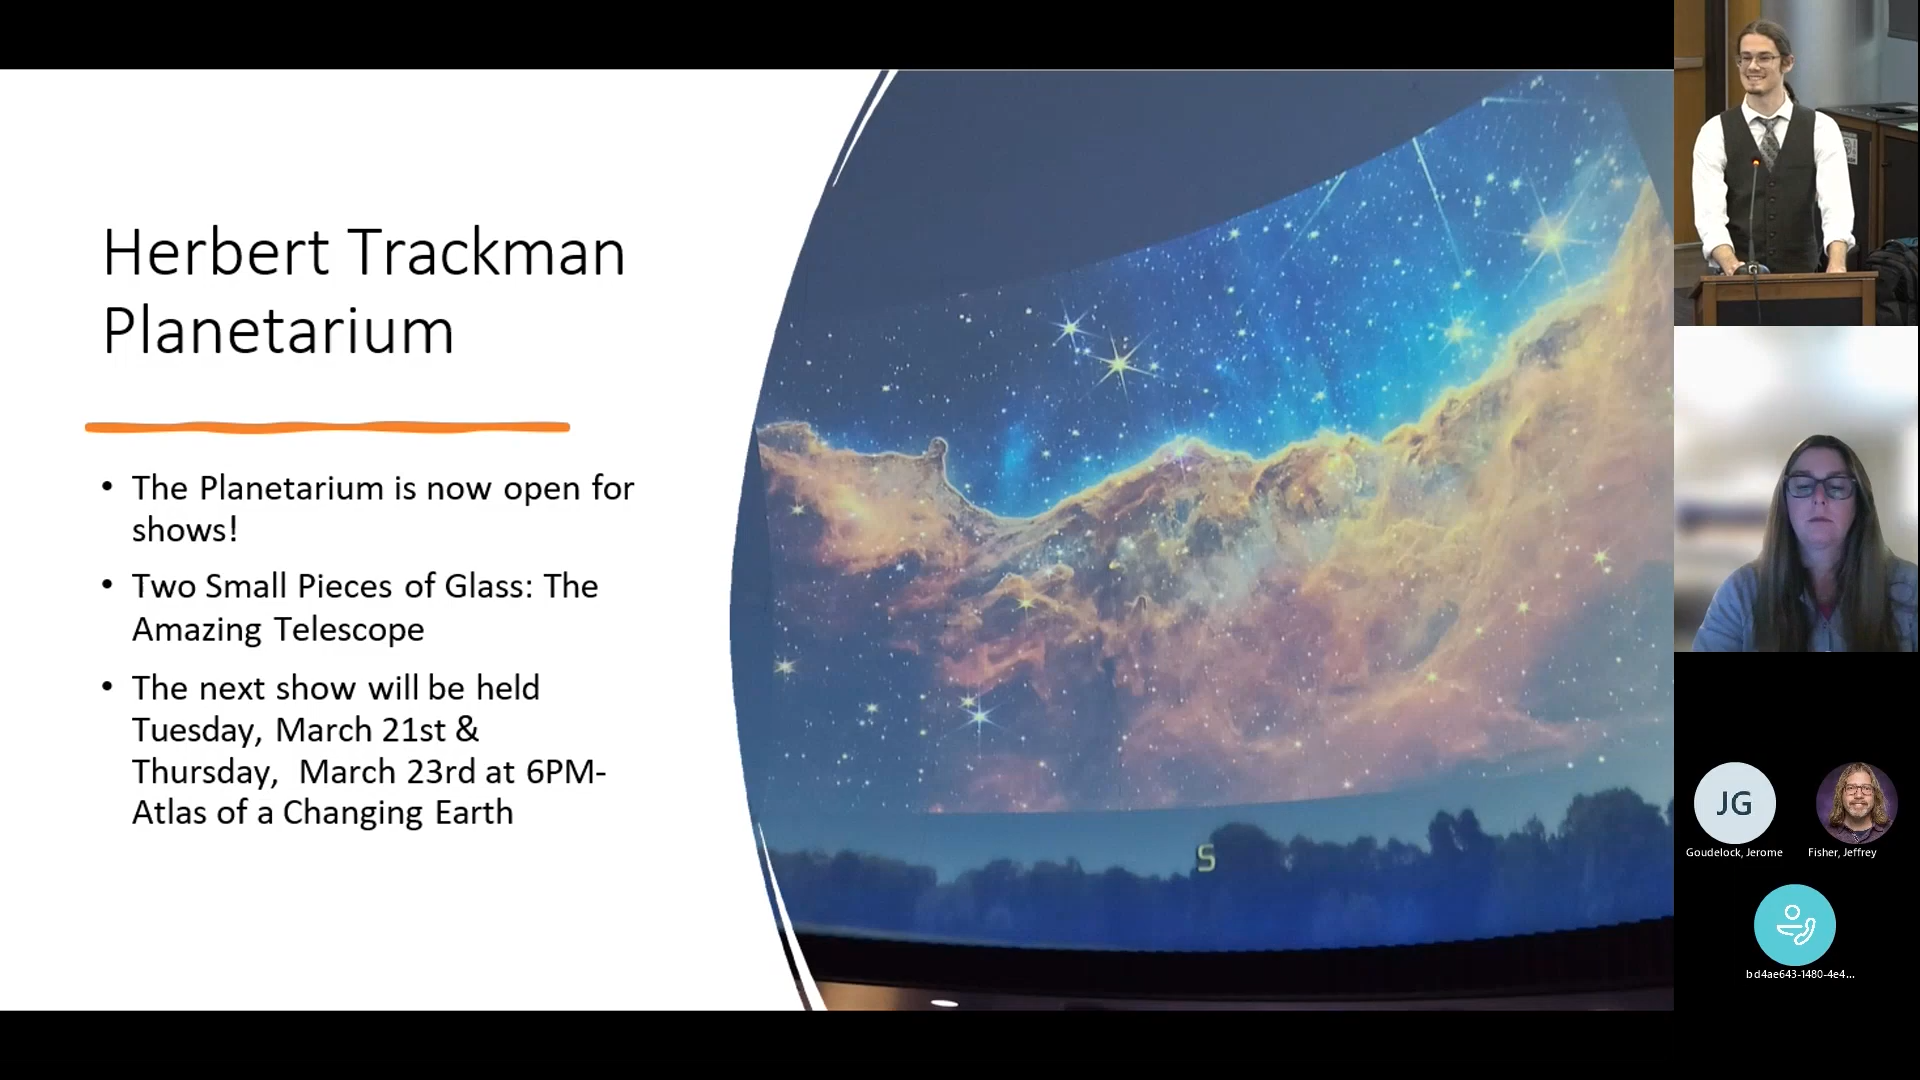 Herbert Trackman
Planetarium
• The Planetarium is now open for
shows!
• Two Small Pieces of Glass: The
Amazing Telescope
• The next show will be held
Tuesday, March 21st &
Thursday,  March 23rd at 6PM-
Atlas of a Changing Earth
S
G
JG
Goudelock, Jerome
Fisher, Jeffrey
bd4ae643-1480-4e4...